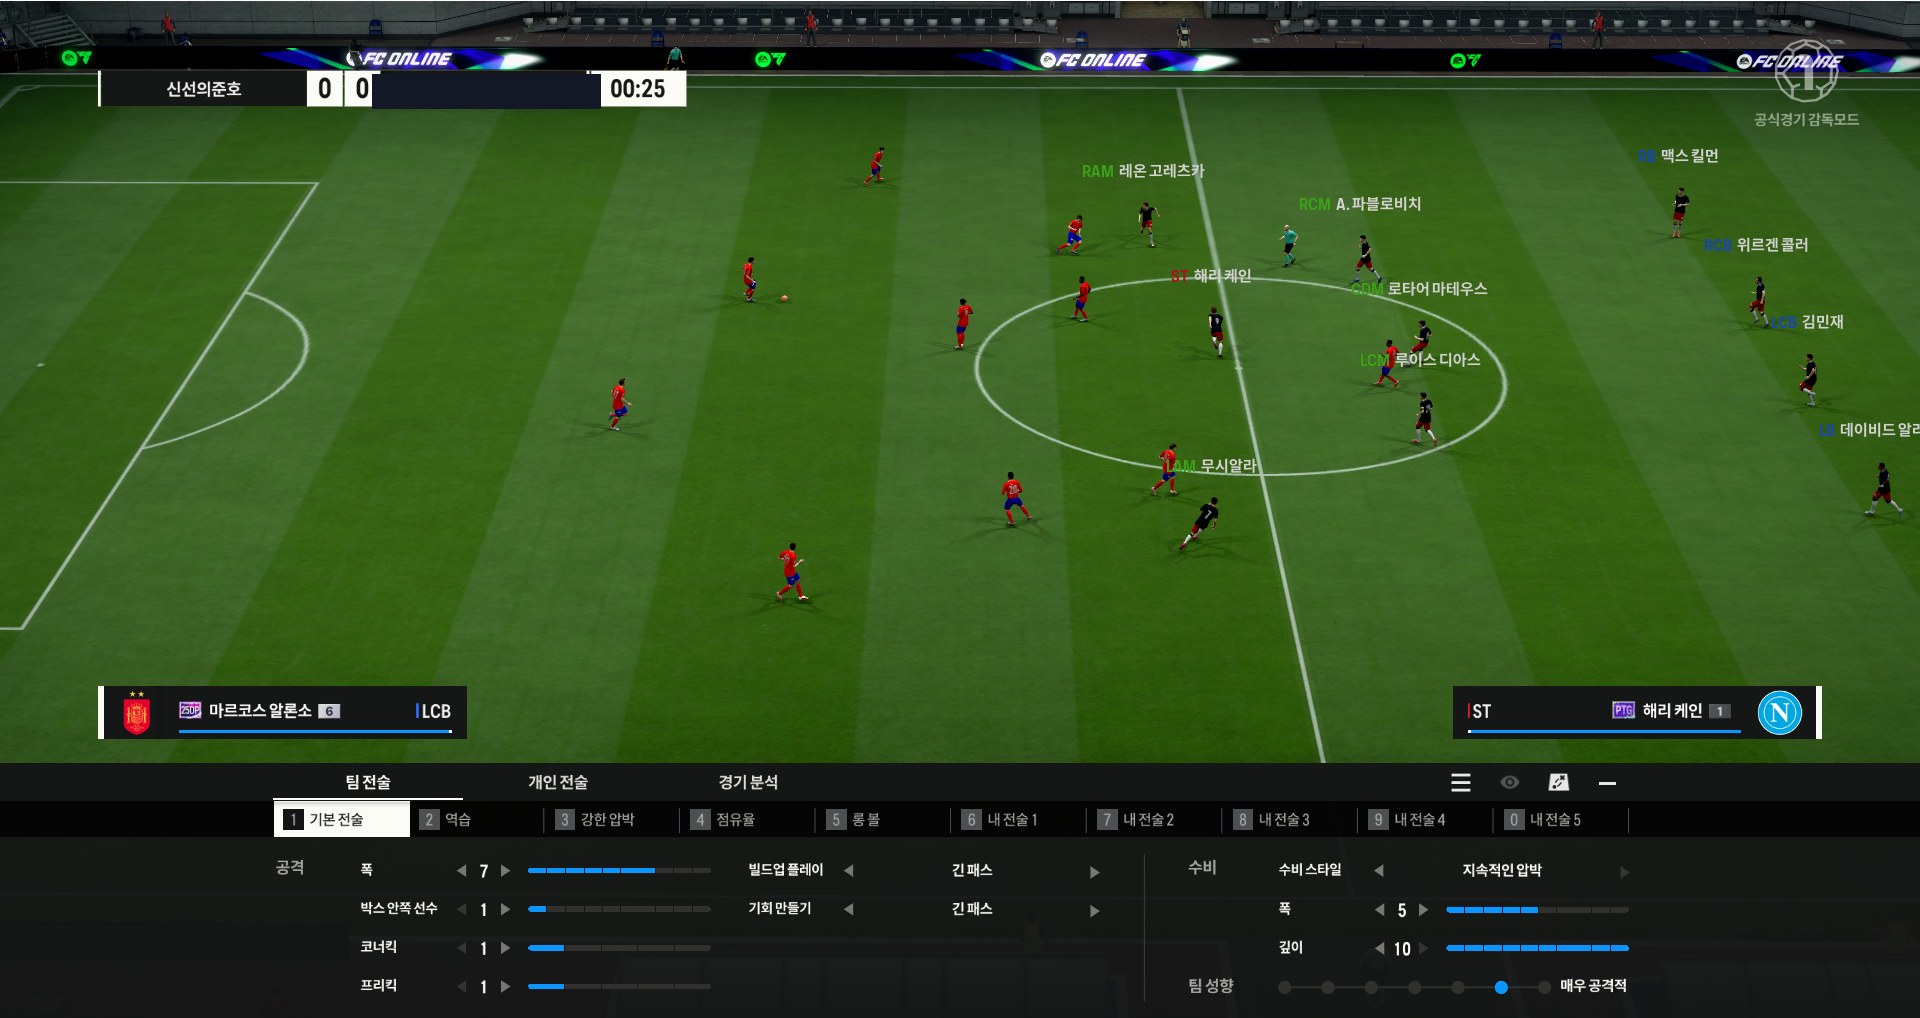 FC ONLINE
FC ONLINE
FC ONLINE
신선의준호 0 0 00:25
공식경기 감독모드
맥스 킬먼
RAM 레온 고레츠카
RCM A.파블로비치
RCB 위르겐 콜러
ST 해리 케인
CDM 로타어 마테우스
LCB 김민재
LCM 루이스 디아스
LB 데이비드 알라
LAM 무시알라
7
25DP 마르코스 알론소 6 LCB
ST PTG 해리 케인 1
N
팀 전술 개인 전술 경기 분석
1 기본 전술 2 역습 3 강한 압박 4 점유율 5 롱 볼 6 내 전술 1 7 내 전술 2 8 내 전술 3 9 내 전술 4 0 내 전술 5
공격 폭 7 빌드업 플레이 긴 패스 수비 수비 스타일 지속적인 압박
박스 안쪽 선수 1 기회 만들기 긴 패스 폭 5
코너킥 1 깊이 10
프리킥 1 팀 성향 매우 공격적